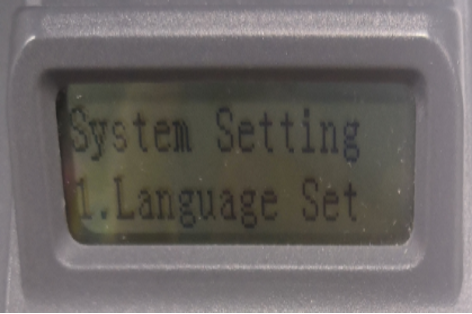 System Setting
1.Language Set